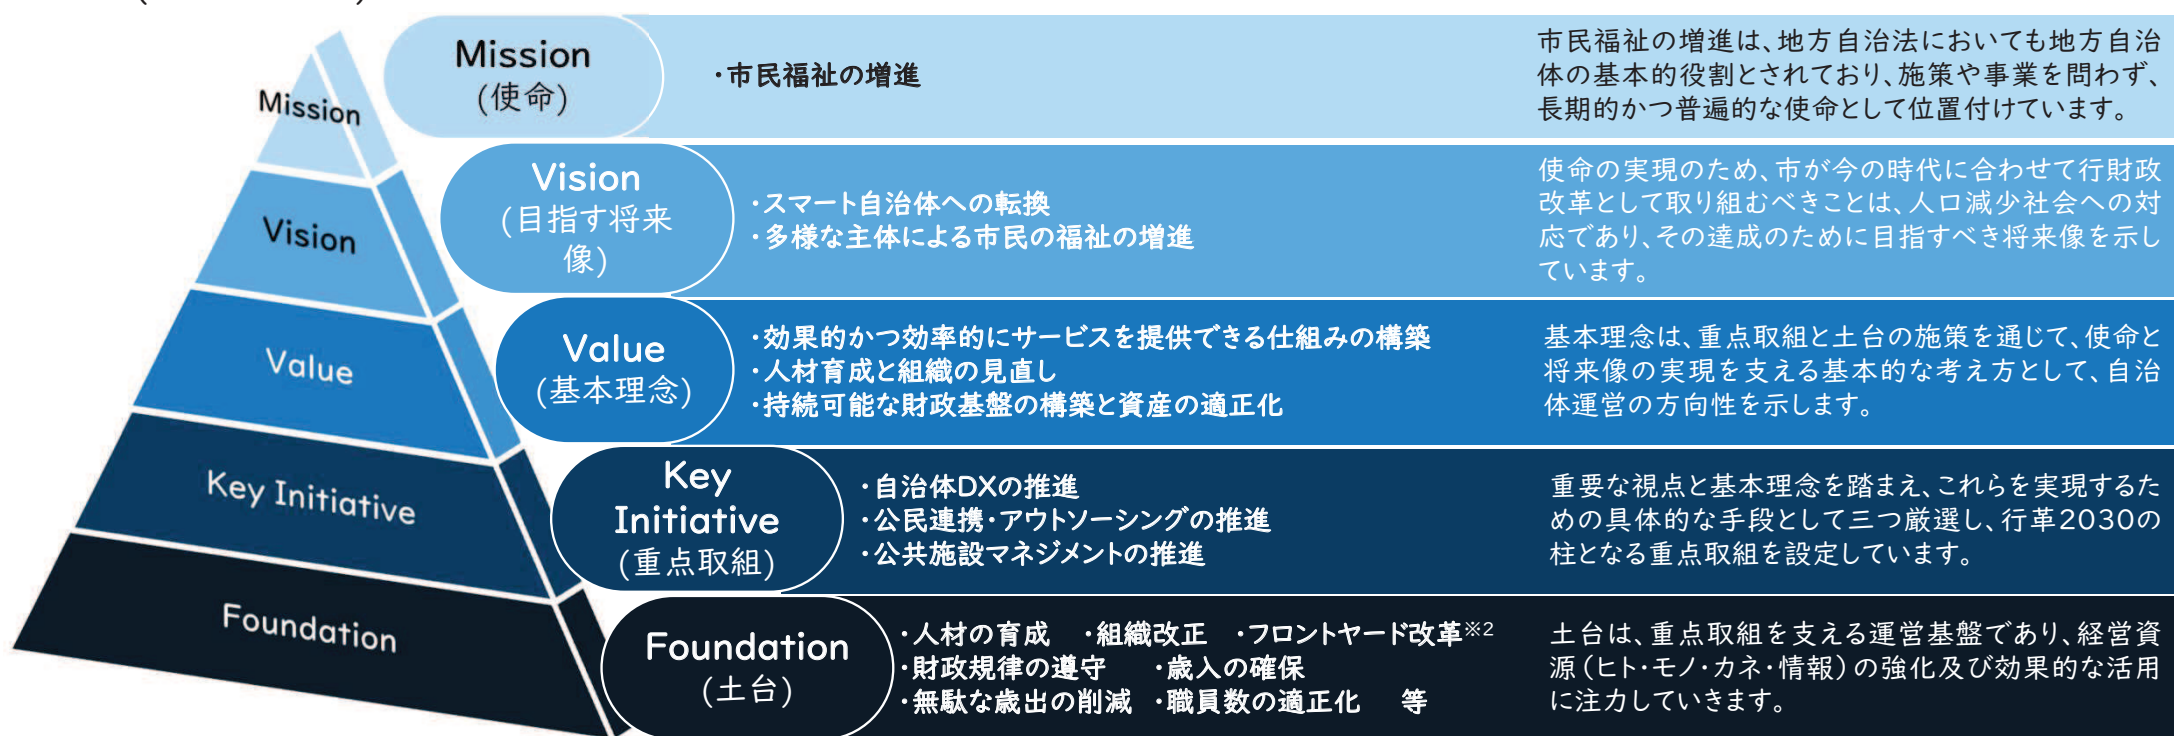 Mission
Vision
Value
Key Initiative
Foundation
Mission
(使命)
・市民福祉の増進
市民福祉の増進は、地方自治法においても地方自治
体の基本的役割とされており、施策や事業を問わず、
長期的かつ普遍的な使命として位置付けています。
Vision
(目指す将来
像)
・スマート自治体への転換
・多様な主体による市民の福祉の増進
使命の実現のため、市が今の時代に合わせて行財政
改革として取り組むべきことは、人口減少社会への対
応であり、その達成のために目指すべき将来像を示し
ています。
Value
(基本理念)
・効果的かつ効率的にサービスを提供できる仕組みの構築
・人材育成と組織の見直し
・持続可能な財政基盤の構築と資産の適正化
基本理念は、重点取組と土台の施策を通じて、使命と
将来像の実現を支える基本的な考え方として、自治
体運営の方向性を示します。
Key
Initiative
(重点取組)
・自治体DXの推進
・公民連携・アウトソーシングの推進
・公共施設マネジメントの推進
重要な視点と基本理念を踏まえ、これらを実現するた
めの具体的な手段として三つ厳選し、行革2030の
柱となる重点取組を設定しています。
Foundation
(土台)
・人材の育成 ・組織改正 ・フロントヤード改革※2
・財政規律の遵守 ・歳入の確保
・無駄な歳出の削減 ・職員数の適正化 等
土台は、重点取組を支える運営基盤であり、経営資
源(ヒト・モノ・カネ・情報)の強化及び効果的な活用
に注力していきます。